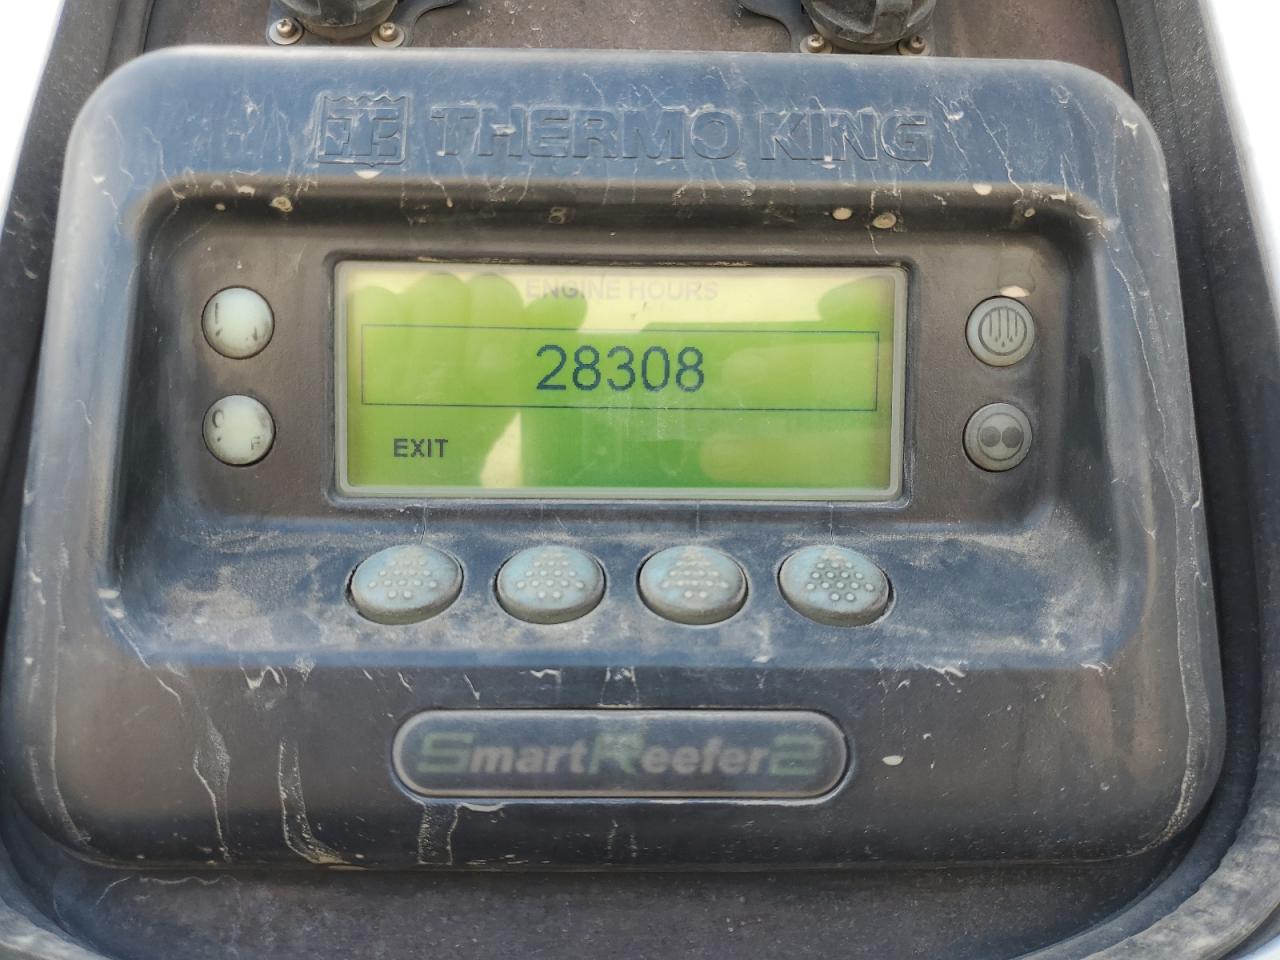 THERMO KING
ENGINE HOURS
28308
EXIT
SmartReefer2